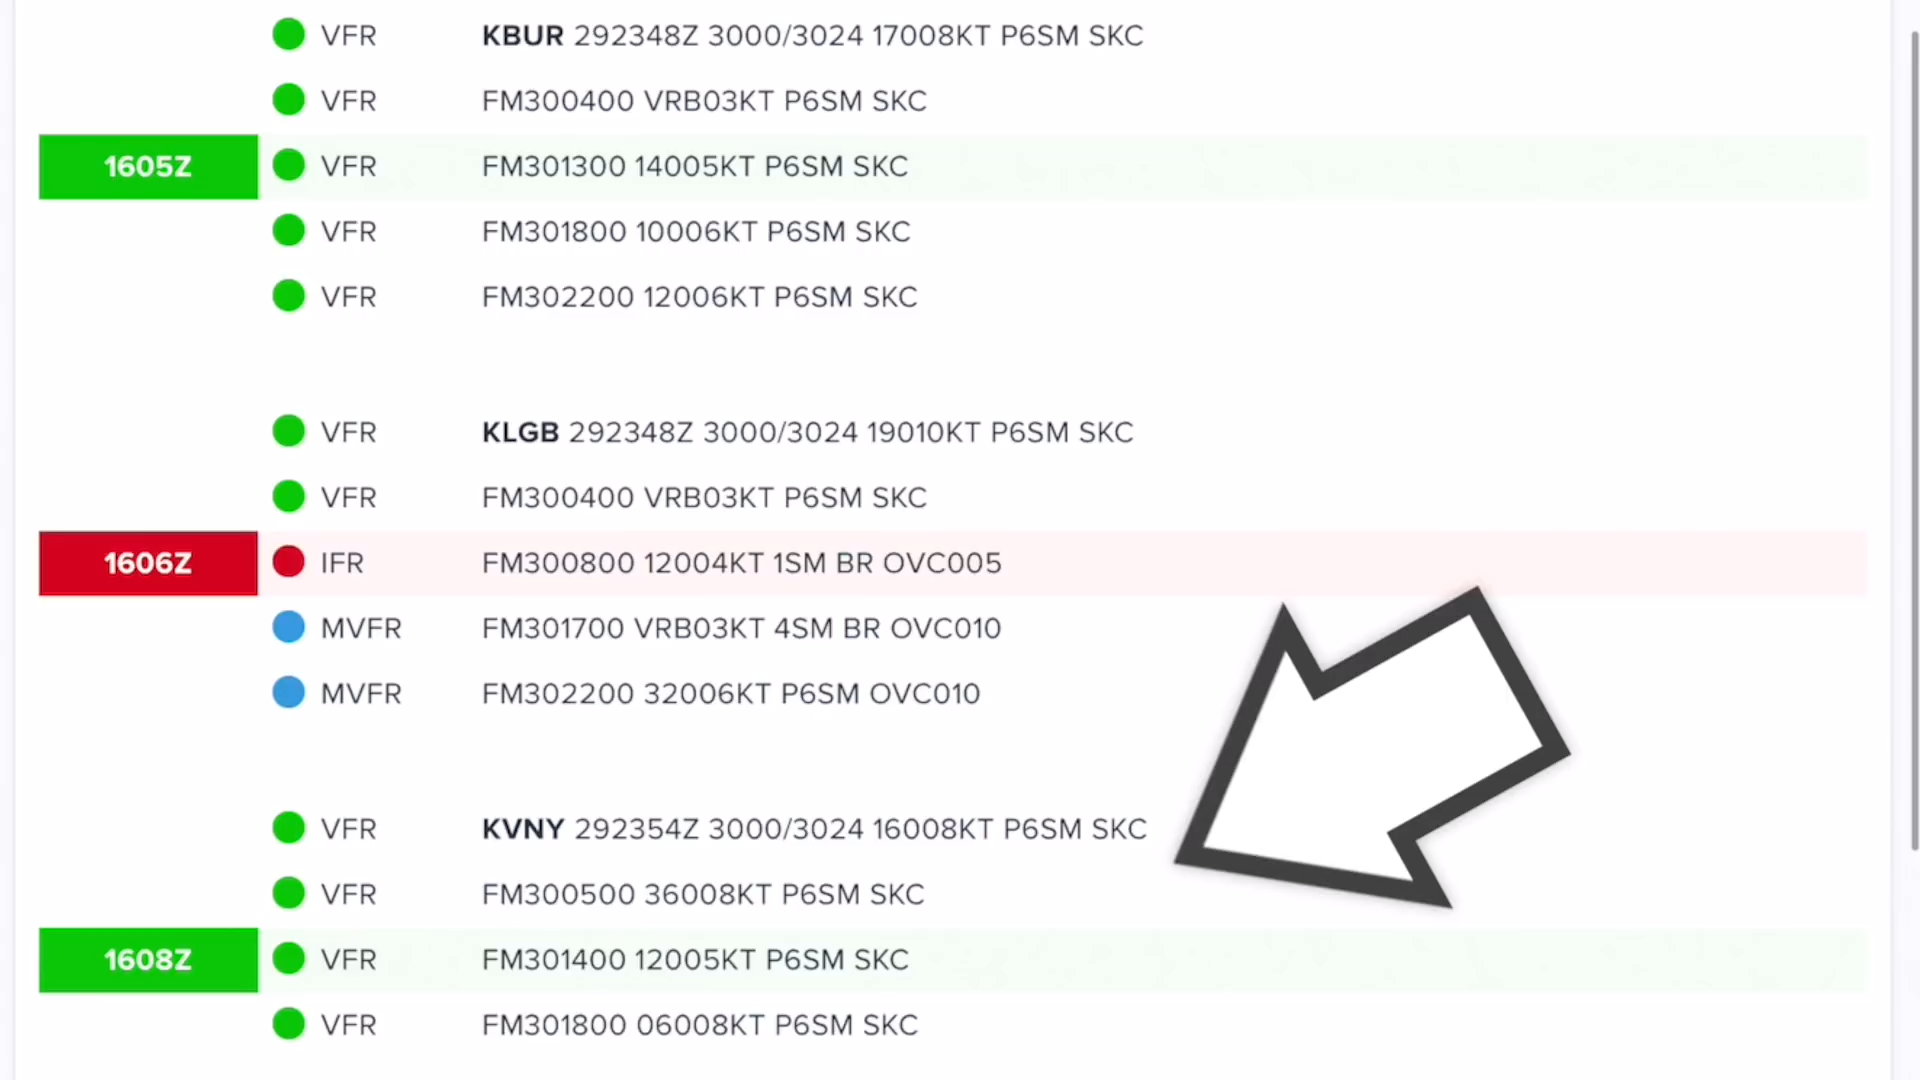 VFR KBUR 292348Z 3000/3024 17008KT P6SM SKC
VFR FM300400 VRB03KT P6SM SKC
1605Z VFR FM301300 14005KT P6SM SKC
VFR FM301800 10006KT P6SM SKC
VFR FM302200 12006KT P6SM SKC
VFR KLGB 292348Z 3000/3024 19010KT P6SM SKC
VFR FM300400 VRB03KT P6SM SKC
1606Z IFR FM300800 12004KT 1SM BR OVC005
MVFR FM301700 VRB03KT 4SM BR OVC010
MVFR FM302200 32006KT P6SM OVC010
VFR KVNY 292354Z 3000/3024 16008KT P6SM SKC
VFR FM300500 36008KT P6SM SKC
1608Z VFR FM301400 12005KT P6SM SKC
VFR FM301800 06008KT P6SM SKC